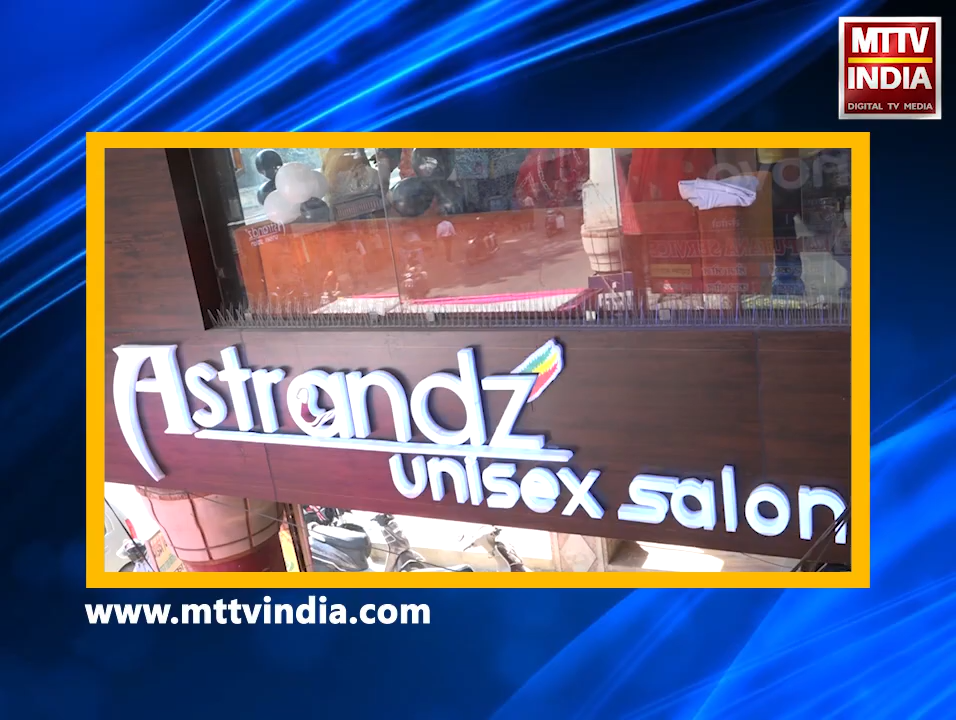 MTTV
INDIA
DIGITAL TV MEDIA
Astrandz
unisex salon
www.mttvindia.com